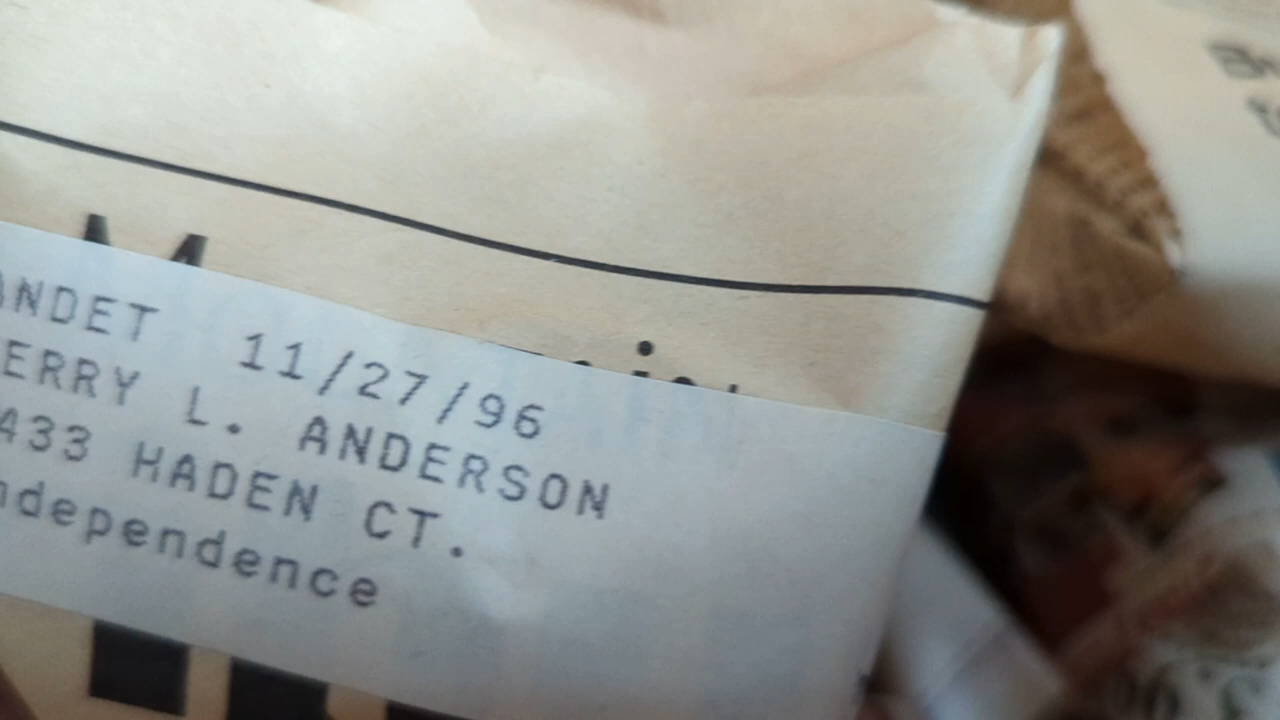 ANDET 11/27/96
ERRY L. ANDERSON
433 HADEN CT.
ndependence